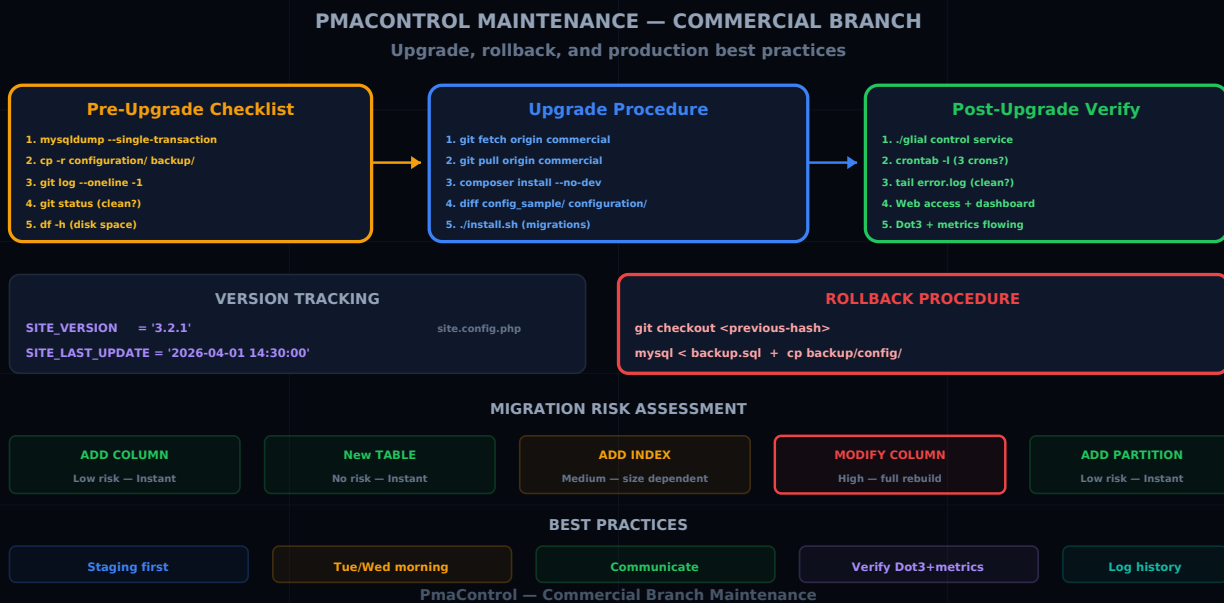 PMACONTROL MAINTENANCE — COMMERCIAL BRANCH
Upgrade, rollback, and production best practices
Pre-Upgrade Checklist
1. mysqldump --single-transaction
2. cp -r configuration/ backup/
3. git log --oneline -1
4. git status (clean?)
5. df -h (disk space)
Upgrade Procedure
1. git fetch origin commercial
2. git pull origin commercial
3. composer install --no-dev
4. diff config_sample/ configuration/
5. ./install.sh (migrations)
Post-Upgrade Verify
1. ./glial control service
2. crontab -l (3 crons?)
3. tail error.log (clean?)
4. Web access + dashboard
5. Dot3 + metrics flowing
VERSION TRACKING
SITE_VERSION = '3.2.1' site.config.php
SITE_LAST_UPDATE = '2026-04-01 14:30:00'
ROLLBACK PROCEDURE
git checkout <previous-hash>
mysql < backup.sql + cp backup/config/
MIGRATION RISK ASSESSMENT
ADD COLUMN
Low risk — Instant
New TABLE
No risk — Instant
ADD INDEX
Medium — size dependent
MODIFY COLUMN
High — full rebuild
ADD PARTITION
Low risk — Instant
BEST PRACTICES
Staging first
Tue/Wed morning
Communicate
Verify Dot3+metrics
Log history
PmaControl — Commercial Branch Maintenance